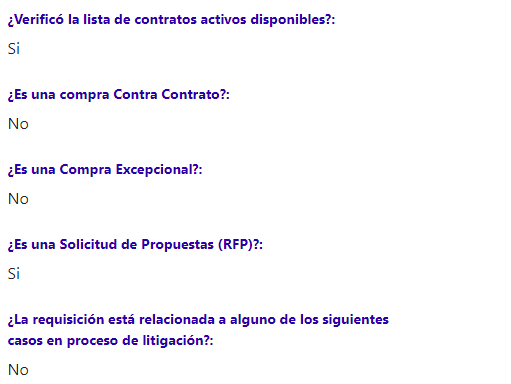 ¿Verificó la lista de contratos activos disponibles?:
Si
¿Es una compra Contra Contrato?:
No
¿Es una Compra Excepcional?:
No
¿Es una Solicitud de Propuestas (RFP)?:
Si
¿La requisición está relacionada a alguno de los siguientes
casos en proceso de litigación?:
No